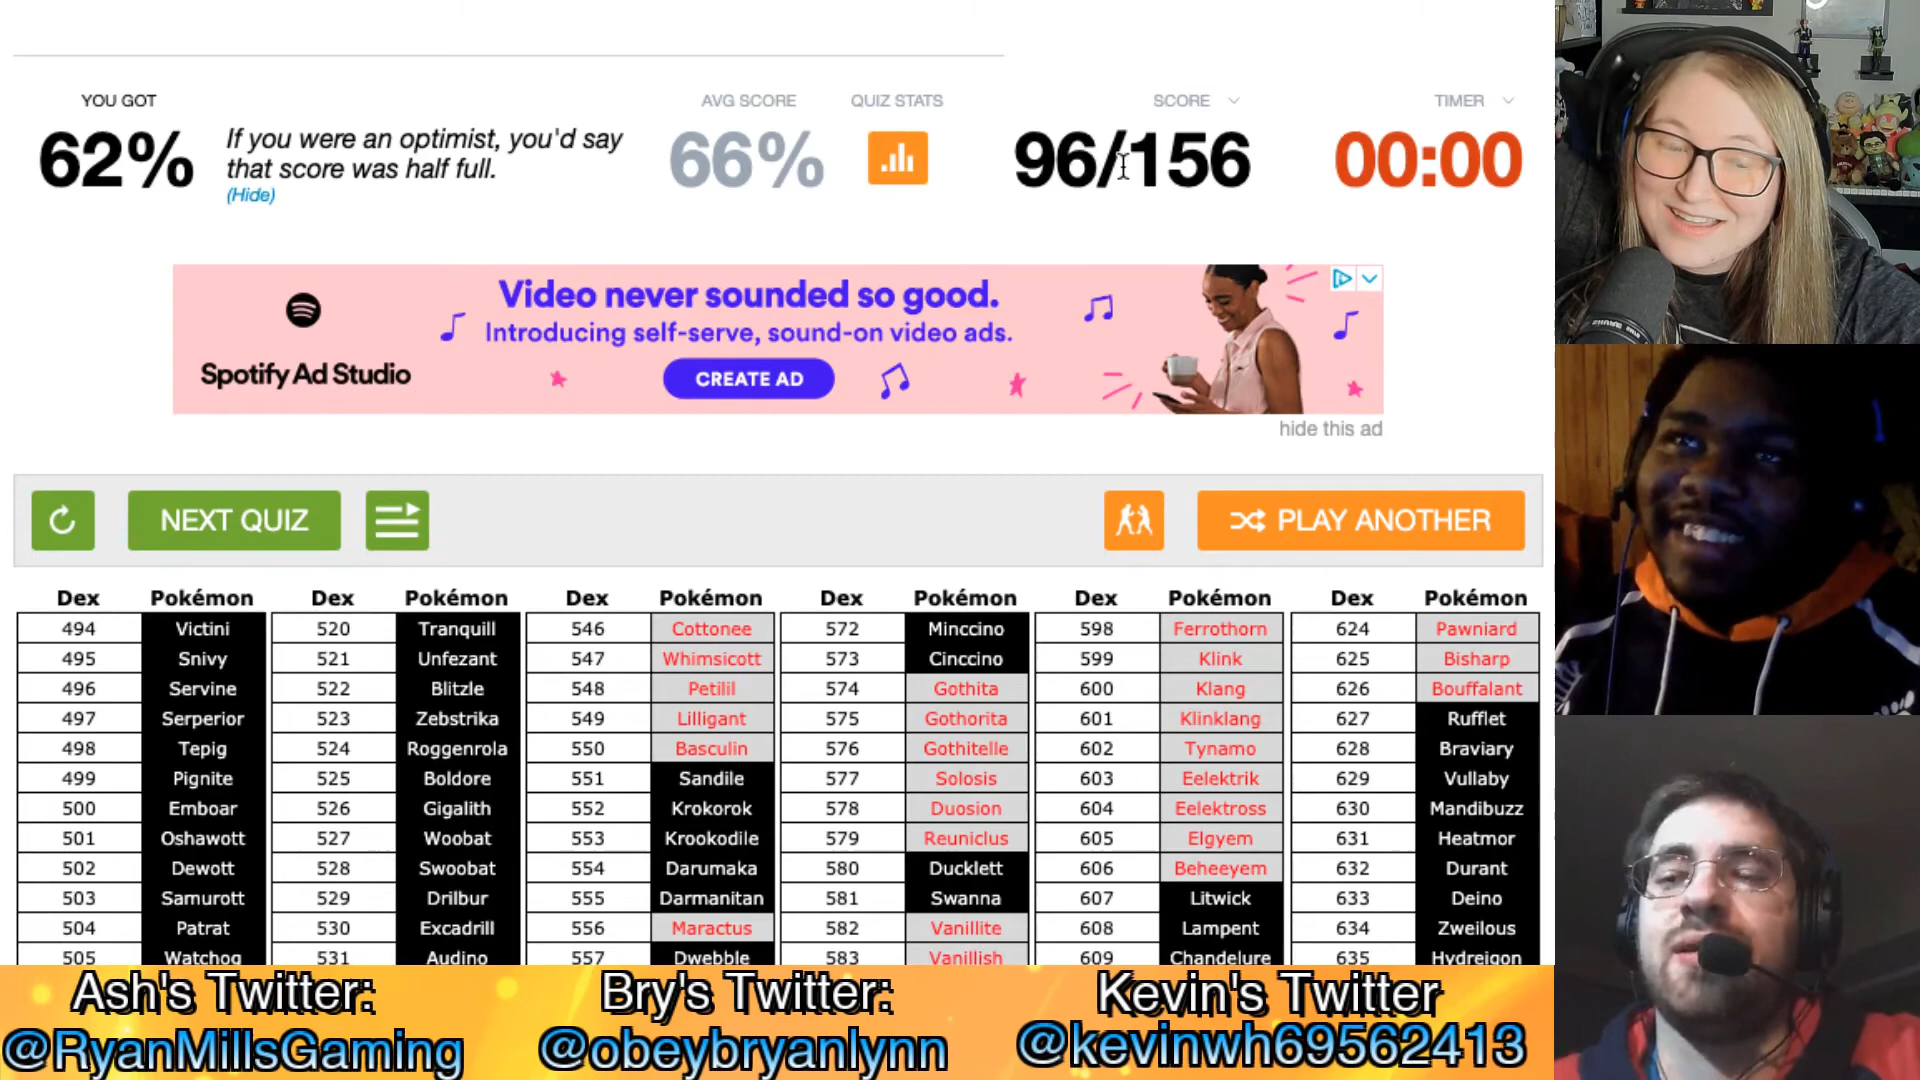 YOU GOT
62%
If you were an optimist, you'd say
that score was half full.
(Hide)
AVG SCORE
66%
QUIZ STATS
SCORE
96/156
TIMER
00:00
Spotify Ad Studio
Video never sounded so good.
Introducing self-serve, sound-on video ads.
CREATE AD
hide this ad
NEXT QUIZ
PLAY ANOTHER
Dex Pokémon Dex Pokémon Dex Pokémon Dex Pokémon Dex Pokémon Dex Pokémon
494 Victini 520 Tranquill 546 Cottonee 572 Minccino 598 Ferrothorn 624 Pawniard
495 Snivy 521 Unfezant 547 Whimsicott 573 Cinccino 599 Klink 625 Bisharp
496 Servine 522 Blitzle 548 Petilil 574 Gothita 600 Klang 626 Bouffalant
497 Serperior 523 Zebstrika 549 Lilligant 575 Gothorita 601 Klinklang 627 Rufflet
498 Tepig 524 Roggenrola 550 Basculin 576 Gothitelle 602 Tynamo 628 Braviary
499 Pignite 525 Boldore 551 Sandile 577 Solosis 603 Eelektrik 629 Vullaby
500 Emboar 526 Gigalith 552 Krokorok 578 Duosion 604 Eelektross 630 Mandibuzz
501 Oshawott 527 Woobat 553 Krookodile 579 Reuniclus 605 Elgyem 631 Heatmor
502 Dewott 528 Swoobat 554 Darumaka 580 Ducklett 606 Beheeyem 632 Durant
503 Samurott 529 Drilbur 555 Darmanitan 581 Swanna 607 Litwick 633 Deino
504 Patrat 530 Excadrill 556 Maractus 582 Vanillite 608 Lampent 634 Zweilous
505 Watchog 531 Audino 557 Dwebble 583 Vanillish 609 Chandelure 635 Hydreigon
Ash's Twitter:
@RyanMillsGaming
Bry's Twitter:
@obeybryanlynn
Kevin's Twitter
@kevinwh69562413